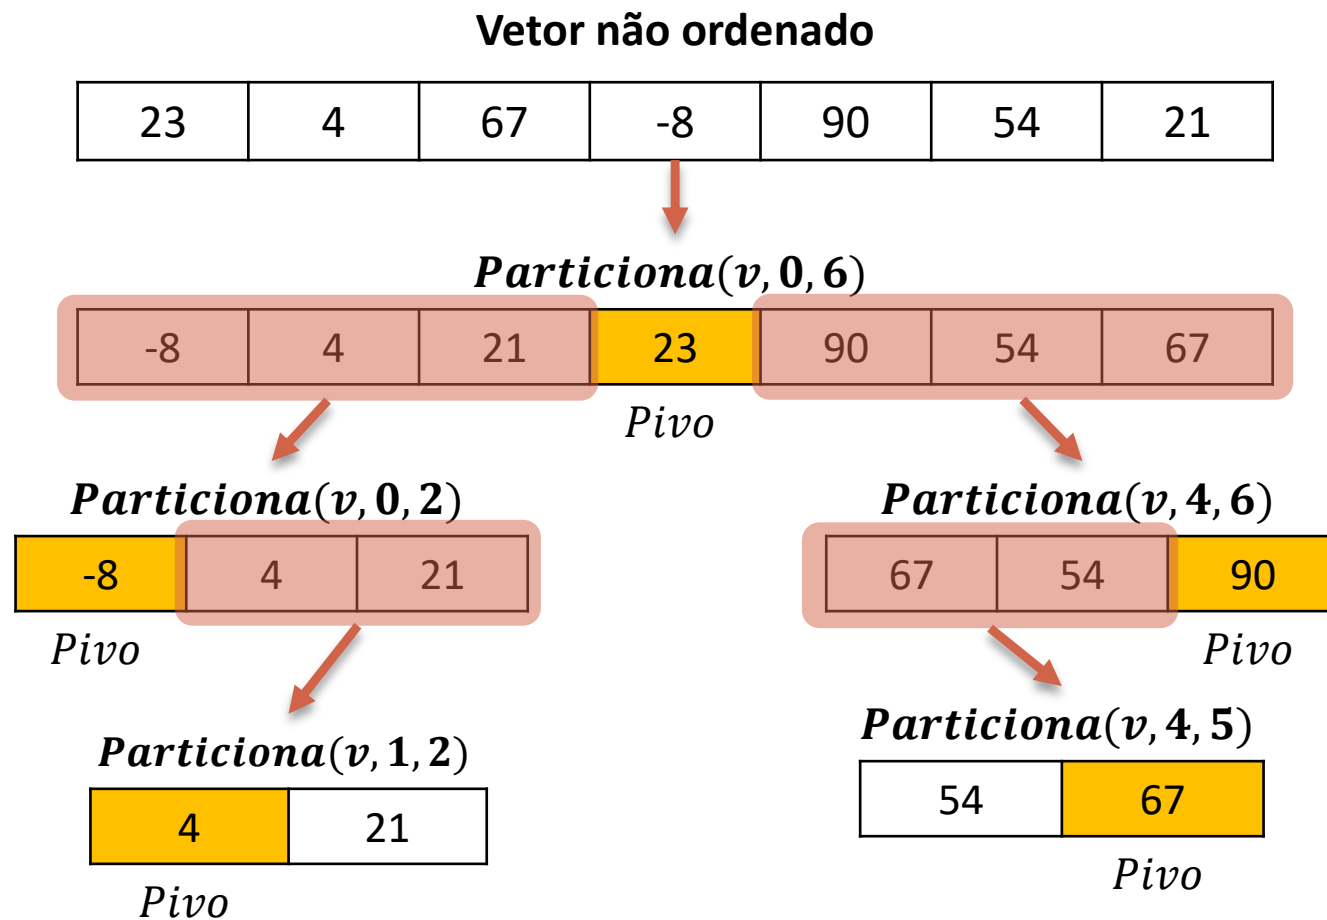 Vetor não ordenado
23 4 67 -8 90 54 21
Particiona(v, 0, 6)
-8 4 21 23 90 54 67
Pivo
Particiona(v, 0, 2) Particiona(v, 4, 6)
-8 4 21 67 54 90
Pivo Pivo
Particiona(v, 1, 2) Particiona(v, 4, 5)
4 21 54 67
Pivo Pivo